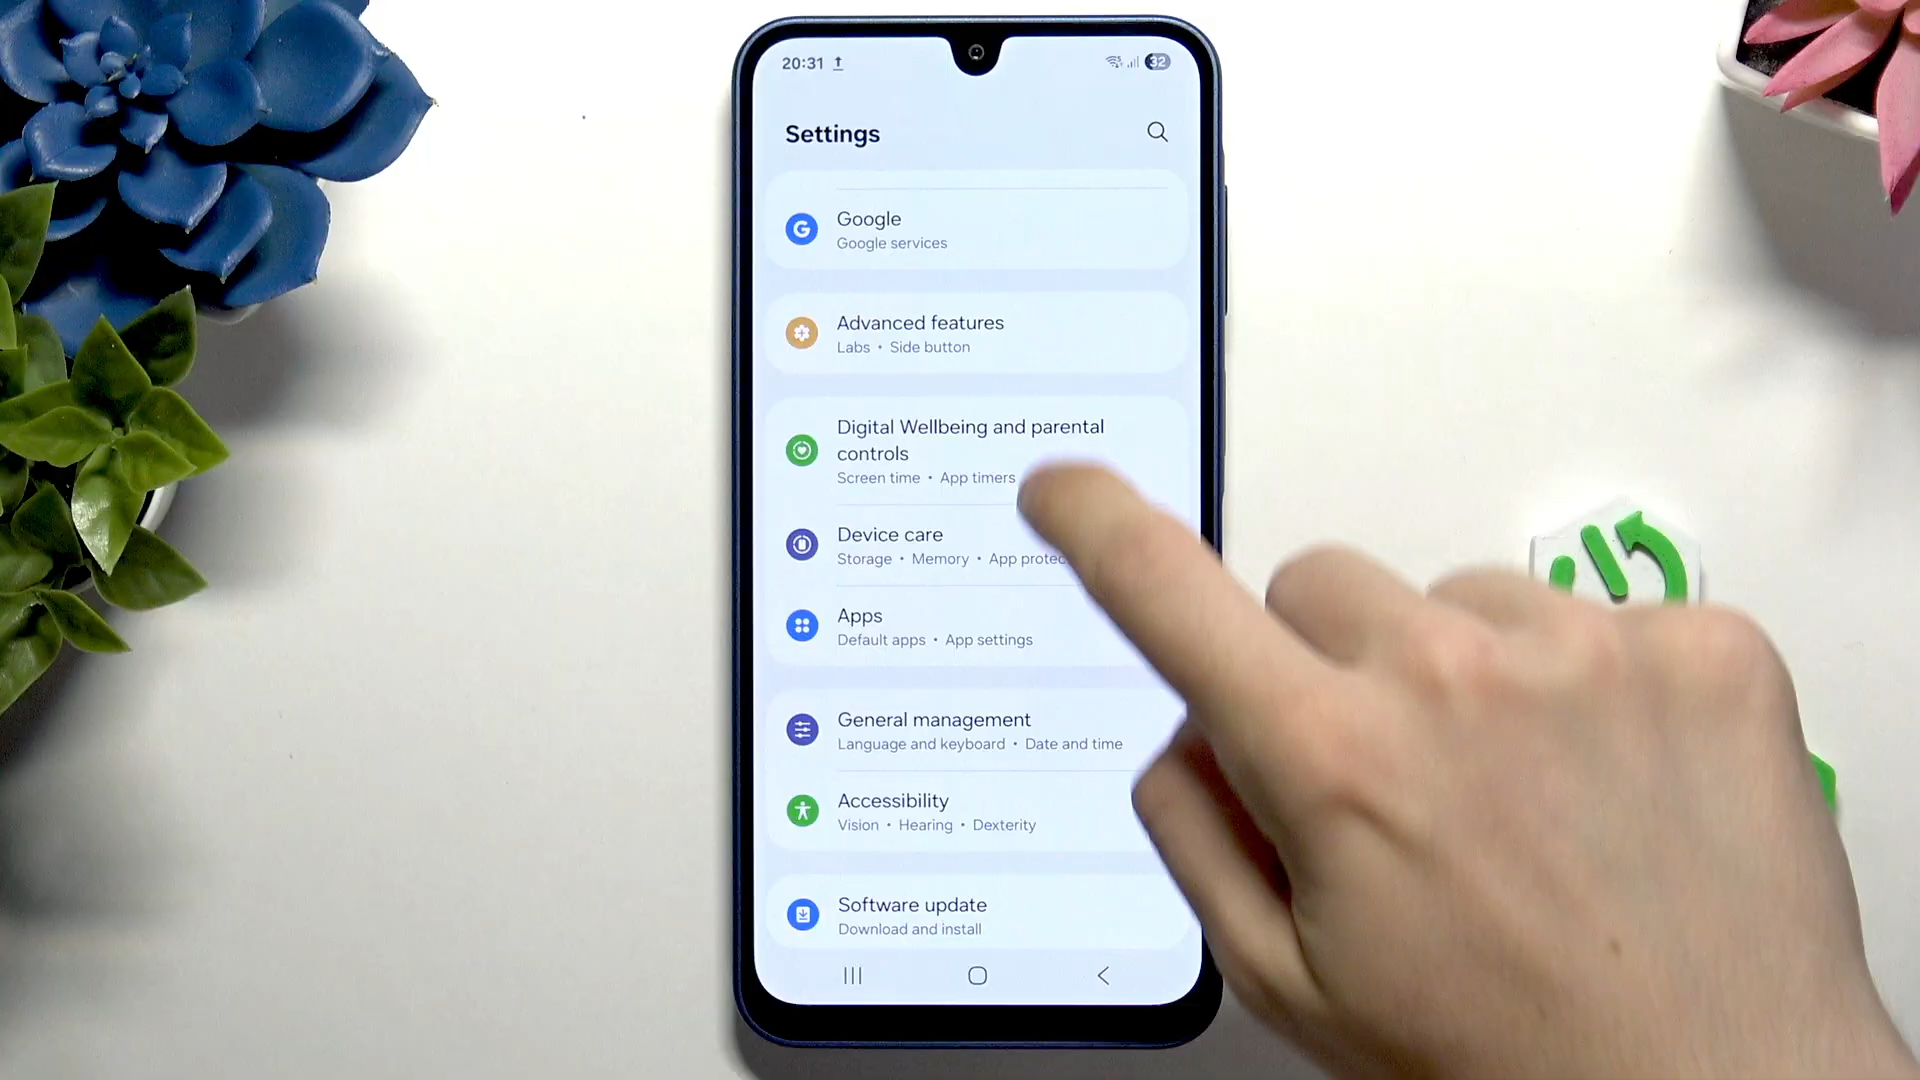 20:31 32
Settings
Google
Google services
Advanced features
Labs • Side button
Digital Wellbeing and parental
controls
Screen time • App timers
Device care
Storage • Memory • App
Apps
Default apps • App settings
General management
Language and keyboard • Date and time
Accessibility
Vision • Hearing • Dexterity
Software update
Download and install